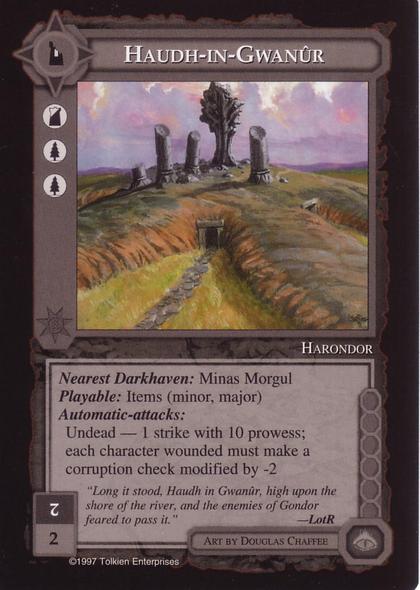 HAUDH-IN-GWANÛR
HARONDOR
Nearest Darkhaven: Minas Morgul
Playable: Items (minor, major)
Automatic-attacks:
Undead — 1 strike with 10 prowess;
each character wounded must make a
corruption check modified by -2
“Long it stood, Haudh in Gwanûr, high upon the
shore of the river, and the enemies of Gondor
feared to pass it.” —LotR
2
2
ART BY DOUGLAS CHAFFEE
©1997 Tolkien Enterprises